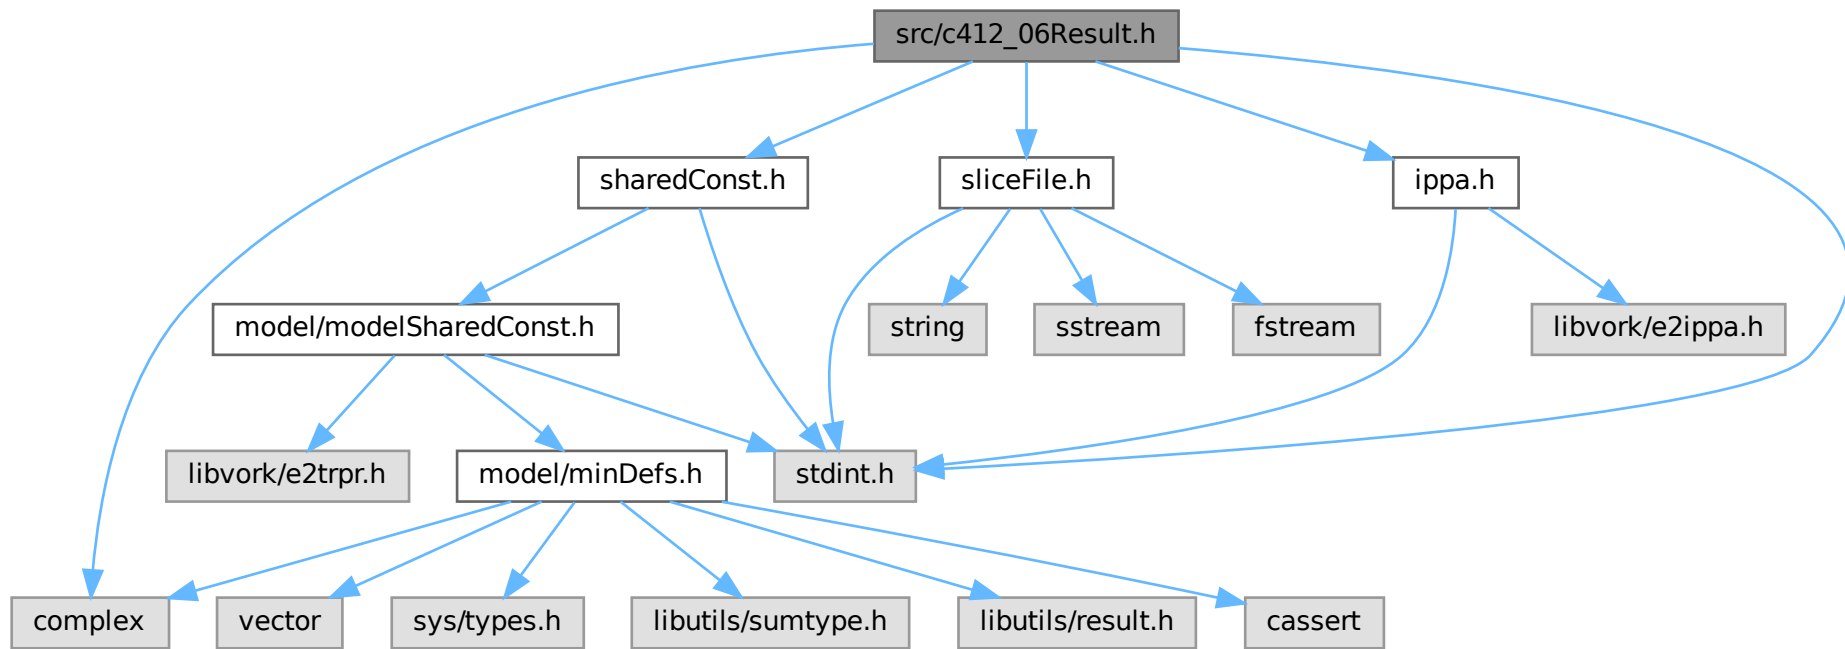 src/c412_06Result.h
sharedConst.h
sliceFile.h
ippa.h
model/modelSharedConst.h
string
sstream
fstream
libvork/e2ippa.h
libvork/e2trpr.h
model/minDefs.h
stdint.h
complex
vector
sys/types.h
libutils/sumtype.h
libutils/result.h
cassert